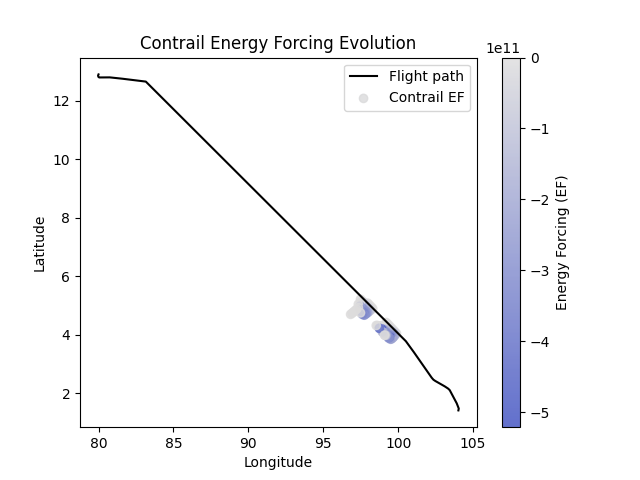 Contrail Energy Forcing Evolution
1e11
Flight path
Contrail EF
12
10
8
6
4
2
Latitude
80
85
90
95
100
105
Longitude
0
−1
−2
−3
−4
−5
Energy Forcing (EF)